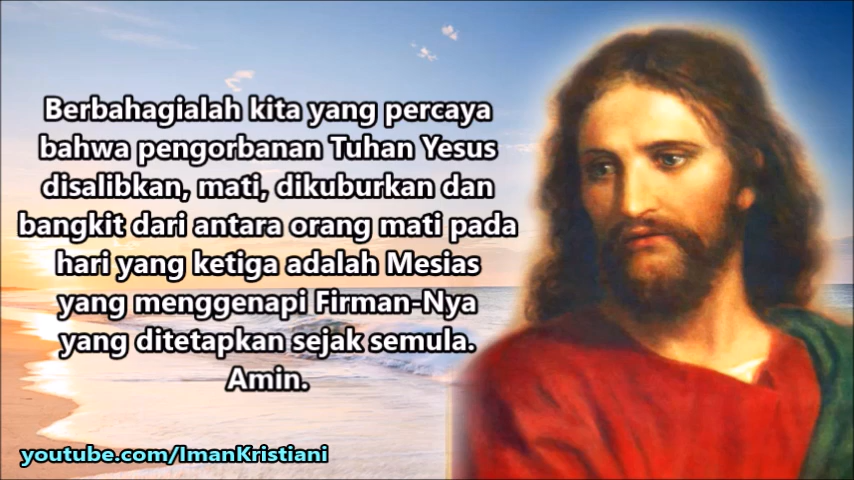 Berbahagialah kita yang percaya
bahwa pengorbanan Tuhan Yesus
disalibkan, mati, dikuburkan dan
bangkit dari antara orang mati pada
hari yang ketiga adalah Mesias
yang menggenapi Firman-Nya
yang ditetapkan sejak semula.
Amin.
youtube.com/ImanKristiani